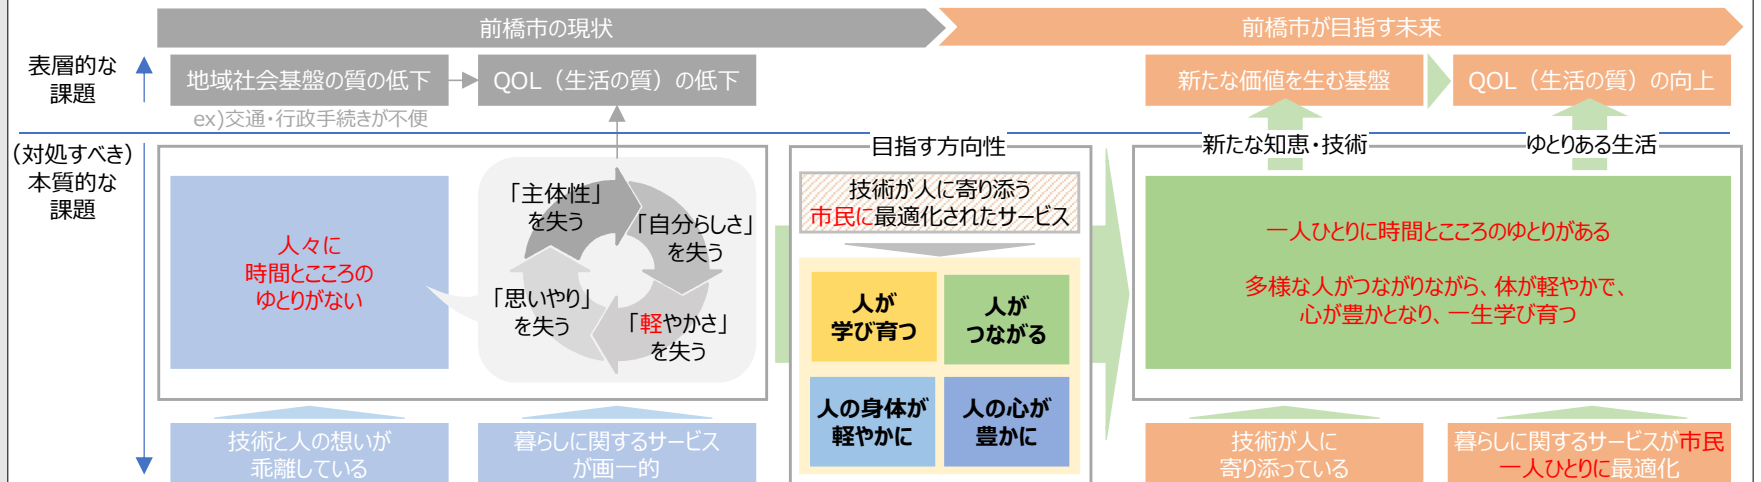 前橋市の現状
前橋市が目指す未来
表層的な
課題
地域社会基盤の質の低下
QOL（生活の質）の低下
ex)交通・行政手続きが不便
新たな価値を生む基盤
QOL（生活の質）の向上
(対処すべき)
本質的な
課題
人々に
時間とこころの
ゆとりがない
「主体性」
を失う
「自分らしさ」
を失う
「軽やかさ」
を失う
「思いやり」
を失う
技術と人の想いが
乖離している
暮らしに関するサービス
が画一的
目指す方向性
技術が人に寄り添う
市民に最適化されたサービス
人が
学び育つ
人が
つながる
人の身体が
軽やかに
人の心が
豊かに
新たな知恵・技術
ゆとりある生活
一人ひとりに時間とこころのゆとりがある
多様な人がつながりながら、体が軽やかで、
心が豊かとなり、一生学び育つ
技術が人に
寄り添っている
暮らしに関するサービスが市民
一人ひとりに最適化